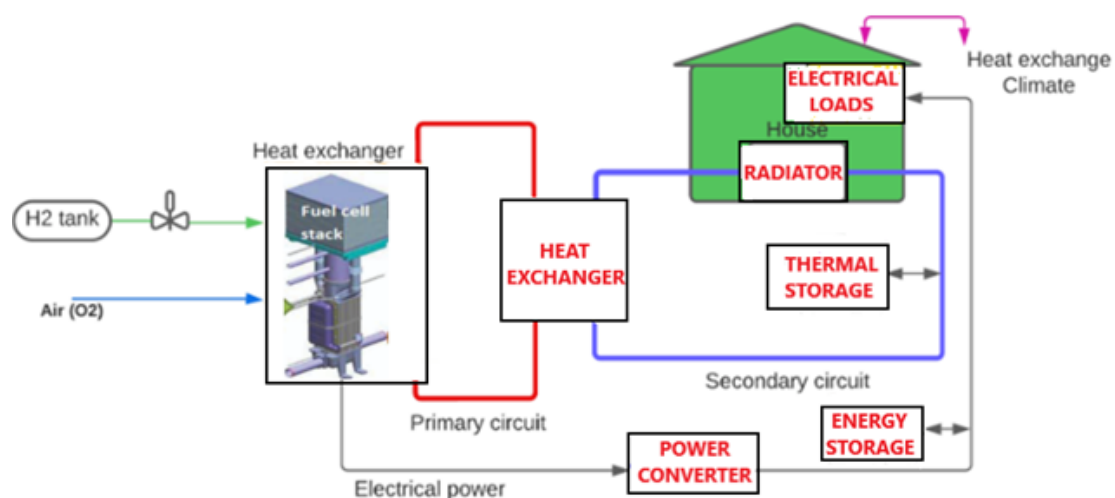 Heat exchange
Climate
ELECTRICAL
LOADS
House
Heat exchanger
RADIATOR
H2 tank
Fuel cell
stack
HEAT
EXCHANGER
THERMAL
STORAGE
Air (O2)
Secondary circuit
Primary circuit
ENERGY
STORAGE
POWER
CONVERTER
Electrical power